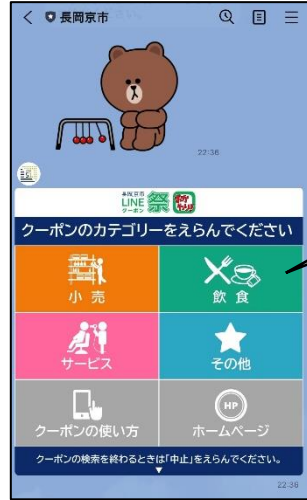 長岡京市
22:36
長岡京市
LINE
クーポン
祭
クーポンのカテゴリーをえらんでください
小売
飲食
サービス
その他
クーポンの使い方
HP
ホームページ
クーポンの検索を終わるときは「中止」をえらんでください。
22:36